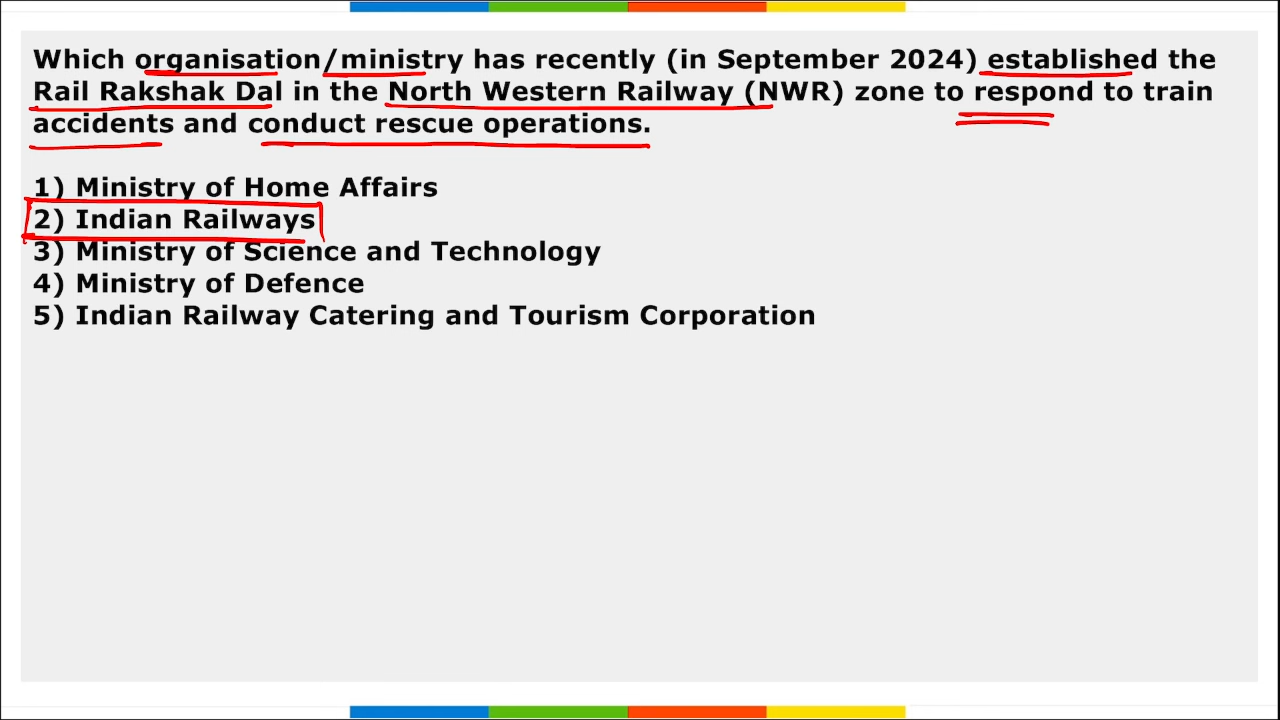 Which organisation/ministry has recently (in September 2024) established the
Rail Rakshak Dal in the North Western Railway (NWR) zone to respond to train
accidents and conduct rescue operations.
1) Ministry of Home Affairs
2) Indian Railways
3) Ministry of Science and Technology
4) Ministry of Defence
5) Indian Railway Catering and Tourism Corporation